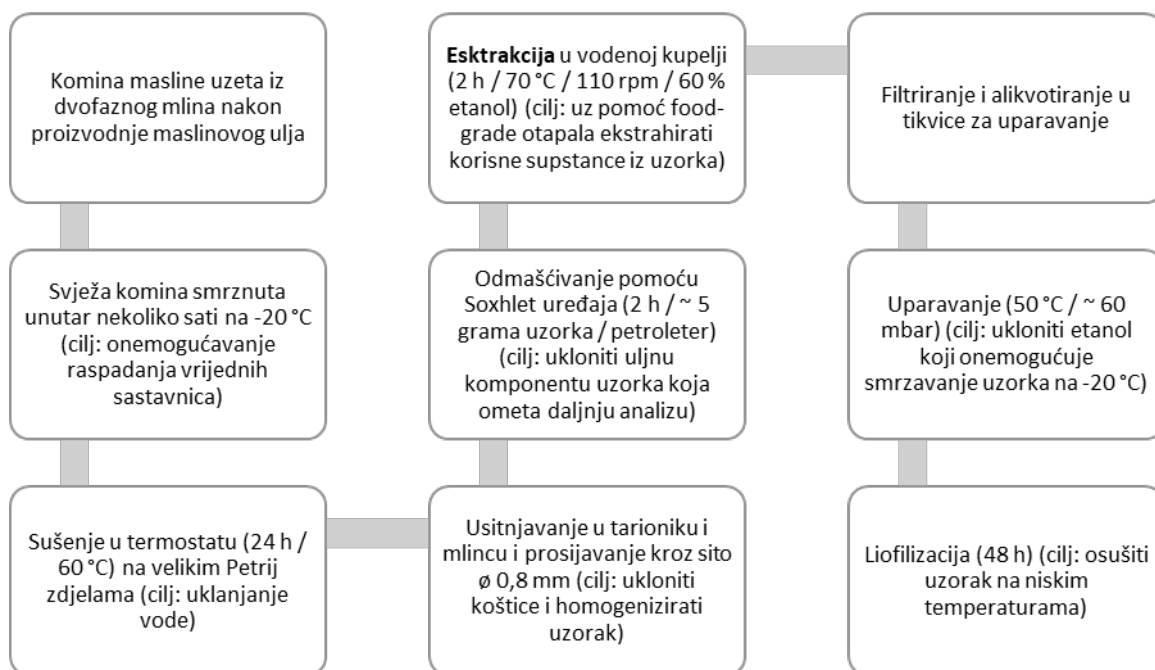 Komina masline uzeta iz
dvofaznog mlina nakon
proizvodnje maslinovog ulja
Svježa komina smrznuta
unutar nekoliko sati na -20 °C
(cilj: onemogućavanje
raspadanja vrijednih
sastavnica)
Sušenje u termostatu (24 h /
60 °C) na velikim Petrij
zdjelama (cilj: uklanjanje
vode)
Usitnjavanje u tarioniku i
mlincu i prosijavanje kroz sito
ø 0,8 mm (cilj: ukloniti
koštice i homogenizirati
uzorak)
Odmašćivanje pomoću
Soxhlet uređaja (2 h / ~ 5
grama uzorka / petroleter)
(cilj: ukloniti uljnu
komponentu uzorka koja
ometa daljnju analizu)
Esktrakcija u vodenoj kupelji
(2 h / 70 °C / 110 rpm / 60 %
etanol) (cilj: uz pomoć food-
grade otapala ekstrahirati
korisne supstance iz uzorka)
Filtriranje i alikvotiranje u
tikvice za uparavanje
Uparavanje (50 °C / ~ 60
mbar) (cilj: ukloniti etanol
koji onemogućuje
smrzavanje uzorka na -20 °C)
Liofilizacija (48 h) (cilj: osušiti
uzorak na niskim
temperaturama)